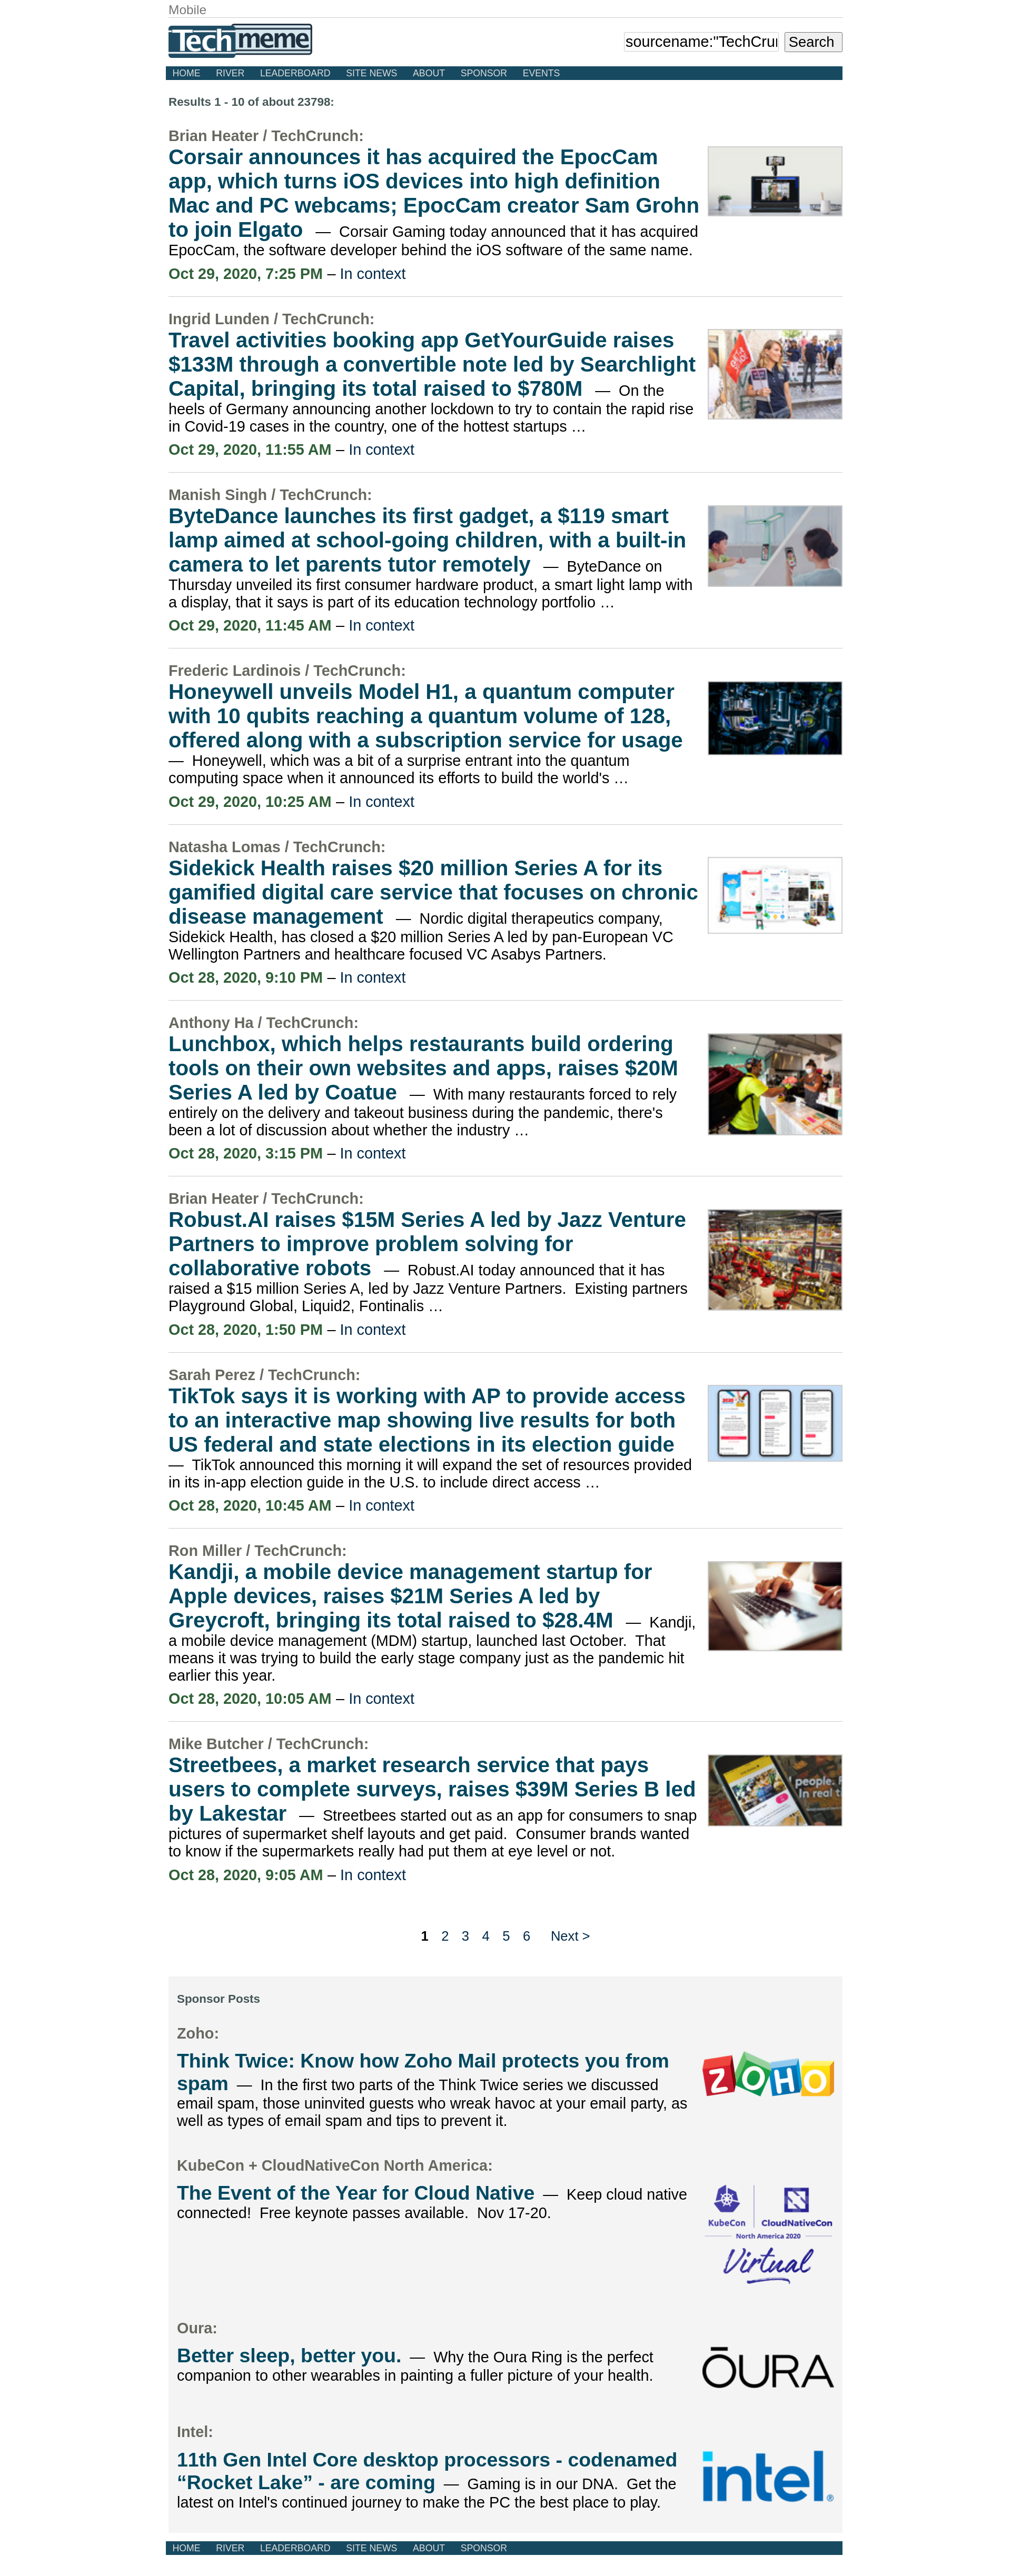 Mobile
Techmeme
sourcename:"TechCru
Search
HOME RIVER LEADERBOARD SITE NEWS ABOUT SPONSOR EVENTS
Results 1 - 10 of about 23798:
Brian Heater / TechCrunch:
Corsair announces it has acquired the EpocCam
app, which turns iOS devices into high definition
Mac and PC webcams; EpocCam creator Sam Grohn
to join Elgato — Corsair Gaming today announced that it has acquired
EpocCam, the software developer behind the iOS software of the same name.
Oct 29, 2020, 7:25 PM – In context
Ingrid Lunden / TechCrunch:
Travel activities booking app GetYourGuide raises
$133M through a convertible note led by Searchlight
Capital, bringing its total raised to $780M — On the
heels of Germany announcing another lockdown to try to contain the rapid rise
in Covid-19 cases in the country, one of the hottest startups …
Oct 29, 2020, 11:55 AM – In context
Manish Singh / TechCrunch:
ByteDance launches its first gadget, a $119 smart
lamp aimed at school-going children, with a built-in
camera to let parents tutor remotely — ByteDance on
Thursday unveiled its first consumer hardware product, a smart light lamp with
a display, that it says is part of its education technology portfolio …
Oct 29, 2020, 11:45 AM – In context
Frederic Lardinois / TechCrunch:
Honeywell unveils Model H1, a quantum computer
with 10 qubits reaching a quantum volume of 128,
offered along with a subscription service for usage
— Honeywell, which was a bit of a surprise entrant into the quantum
computing space when it announced its efforts to build the world's …
Oct 29, 2020, 10:25 AM – In context
Natasha Lomas / TechCrunch:
Sidekick Health raises $20 million Series A for its
gamified digital care service that focuses on chronic
disease management — Nordic digital therapeutics company,
Sidekick Health, has closed a $20 million Series A led by pan-European VC
Wellington Partners and healthcare focused VC Asabys Partners.
Oct 28, 2020, 9:10 PM – In context
Anthony Ha / TechCrunch:
Lunchbox, which helps restaurants build ordering
tools on their own websites and apps, raises $20M
Series A led by Coatue — With many restaurants forced to rely
entirely on the delivery and takeout business during the pandemic, there's
been a lot of discussion about whether the industry …
Oct 28, 2020, 3:15 PM – In context
Brian Heater / TechCrunch:
Robust.AI raises $15M Series A led by Jazz Venture
Partners to improve problem solving for
collaborative robots — Robust.AI today announced that it has
raised a $15 million Series A, led by Jazz Venture Partners. Existing partners
Playground Global, Liquid2, Fontinalis …
Oct 28, 2020, 1:50 PM – In context
Sarah Perez / TechCrunch:
TikTok says it is working with AP to provide access
to an interactive map showing live results for both
US federal and state elections in its election guide
— TikTok announced this morning it will expand the set of resources provided
in its in-app election guide in the U.S. to include direct access …
Oct 28, 2020, 10:45 AM – In context
Ron Miller / TechCrunch:
Kandji, a mobile device management startup for
Apple devices, raises $21M Series A led by
Greycroft, bringing its total raised to $28.4M — Kandji,
a mobile device management (MDM) startup, launched last October. That
means it was trying to build the early stage company just as the pandemic hit
earlier this year.
Oct 28, 2020, 10:05 AM – In context
Mike Butcher / TechCrunch:
Streetbees, a market research service that pays
users to complete surveys, raises $39M Series B led
by Lakestar — Streetbees started out as an app for consumers to snap
pictures of supermarket shelf layouts and get paid. Consumer brands wanted
to know if the supermarkets really had put them at eye level or not.
people.
In real
Oct 28, 2020, 9:05 AM – In context
1 2 3 4 5 6 Next >
Sponsor Posts
Zoho:
Think Twice: Know how Zoho Mail protects you from
spam — In the first two parts of the Think Twice series we discussed
email spam, those uninvited guests who wreak havoc at your email party, as
well as types of email spam and tips to prevent it.
ZOHO
KubeCon + CloudNativeCon North America:
The Event of the Year for Cloud Native — Keep cloud native
connected! Free keynote passes available. Nov 17-20.
KubeCon CloudNativeCon
North America 2020
Virtual
Oura:
Better sleep, better you. — Why the Oura Ring is the perfect
companion to other wearables in painting a fuller picture of your health.
ŌURA
Intel:
11th Gen Intel Core desktop processors - codenamed
“Rocket Lake” - are coming — Gaming is in our DNA. Get the
latest on Intel's continued journey to make the PC the best place to play.
intel®
HOME RIVER LEADERBOARD SITE NEWS ABOUT SPONSOR